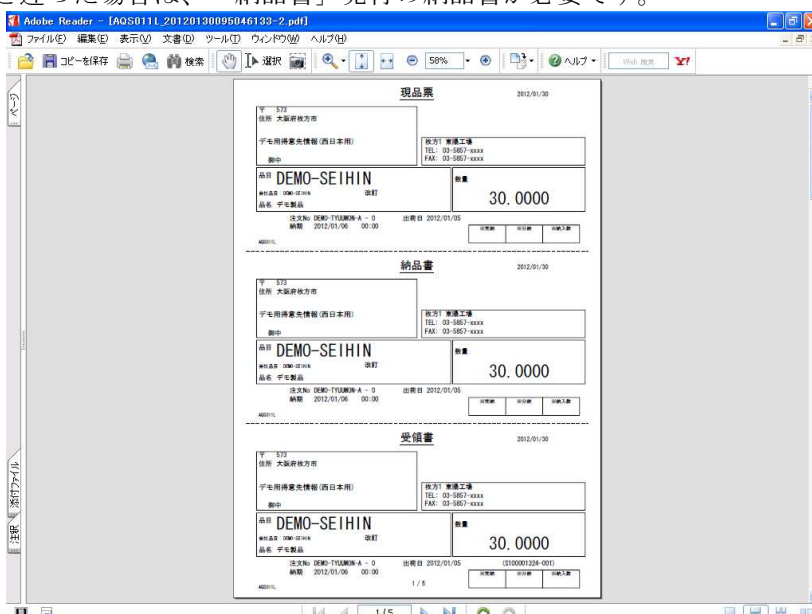 と違った場合は、「納品書」発行の納品書が必要です。
Adobe Reader - [AQS011L_20120130095046133-2.pdf]
ファイル(F) 編集(E) 表示(V) 文書(D) ツール(T) ウィンドウ(W) ヘルプ(H)
コピーを保存 検索 選択 58% ヘルプ Web 検索 Y!
ページ
現品票 2012/01/30
〒 573
住所 大阪府枚方市
デモ用得意先情報(西日本用)
御中
枚方1 東陽工場
TEL: 03-5857-xxxx
FAX: 03-5857-xxxx
品目 DEMO-SEIHIN
数量
DEMO-SEIHIN 改訂
30.0000
品名 デモ製品
注文No DEMO-TYUUMON-A - 0 出荷日 2012/01/05
納期 2012/01/06 00:00
AQS011L
納品書 2012/01/30
〒 573
住所 大阪府枚方市
デモ用得意先情報(西日本用)
御中
枚方1 東陽工場
TEL: 03-5857-xxxx
FAX: 03-5857-xxxx
品目 DEMO-SEIHIN
数量
DEMO-SEIHIN 改訂
30.0000
品名 デモ製品
注文No DEMO-TYUUMON-A - 0 出荷日 2012/01/05
納期 2012/01/06 00:00
AQS011L
受領書 2012/01/30
〒 573
住所 大阪府枚方市
デモ用得意先情報(西日本用)
御中
枚方1 東陽工場
TEL: 03-5857-xxxx
FAX: 03-5857-xxxx
品目 DEMO-SEIHIN
数量
DEMO-SEIHIN 改訂
30.0000
品名 デモ製品
注文No DEMO-TYUUMON-A - 0 出荷日 2012/01/05 (S100001324-001)
納期 2012/01/06 00:00
AQS011L
1 / 5
添付ファイル
注釈
1/5